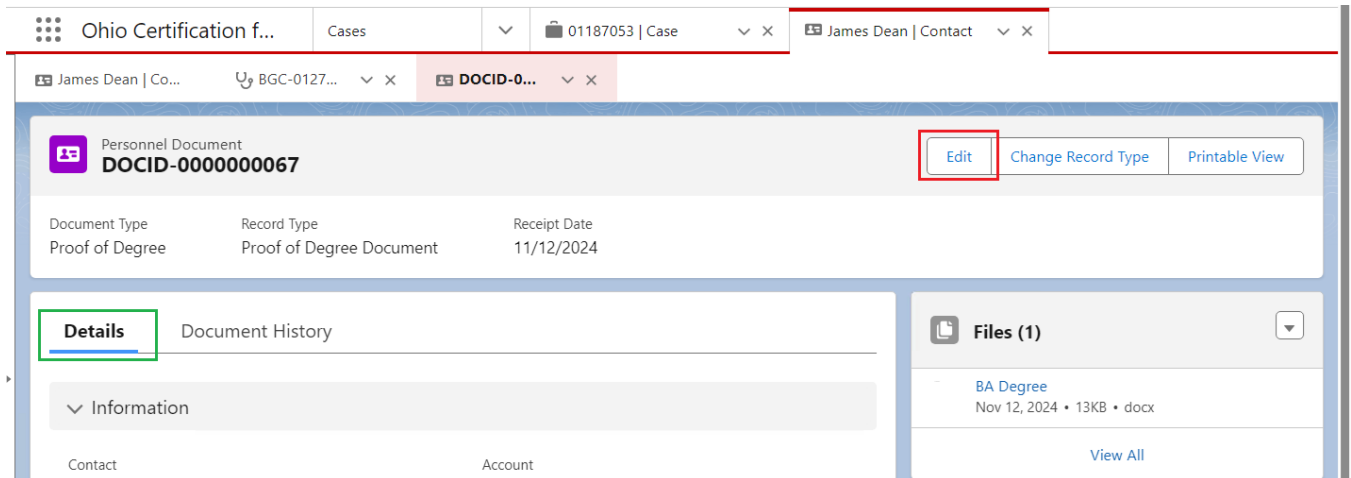 Ohio Certification f... Cases 01187053 | Case James Dean | Contact
James Dean | Co... BGC-0127... DOCID-0...
Personnel Document
DOCID-0000000067
Edit Change Record Type Printable View
Document Type Record Type Receipt Date
Proof of Degree Proof of Degree Document 11/12/2024
Details Document History
Files (1)
Information
BA Degree
Nov 12, 2024 • 13KB • docx
View All
Contact Account